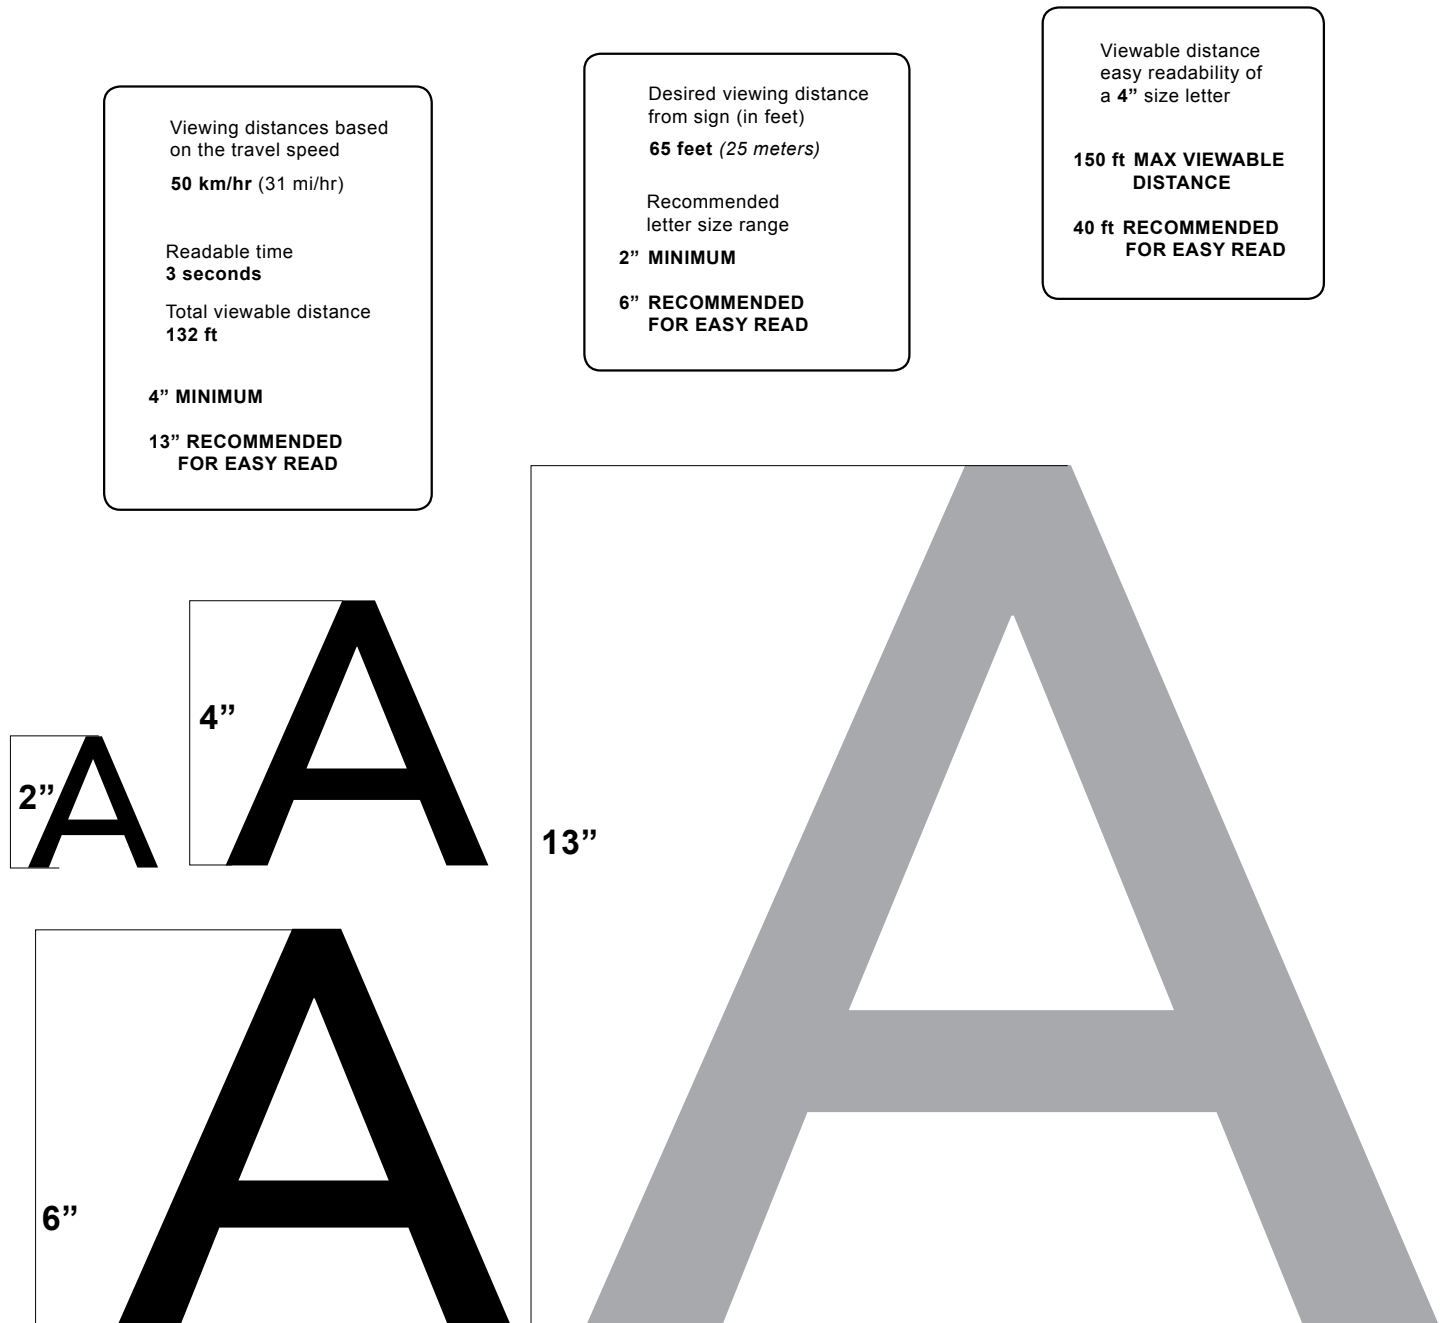 Viewing distances based
on the travel speed
50 km/hr (31 mi/hr)
Readable time
3 seconds
Total viewable distance
132 ft
4” MINIMUM
13” RECOMMENDED
FOR EASY READ
Desired viewing distance
from sign (in feet)
65 feet (25 meters)
Recommended
letter size range
2” MINIMUM
6” RECOMMENDED
FOR EASY READ
Viewable distance
easy readability of
a 4” size letter
150 ft MAX VIEWABLE
DISTANCE
40 ft RECOMMENDED
FOR EASY READ
2” A
4” A
6” A
13” A